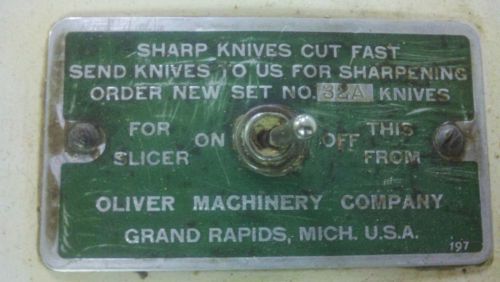 SHARP KNIVES CUT FAST
SEND KNIVES TO US FOR SHARPENING
ORDER NEW SET NO. 32A KNIVES
FOR ON OFF THIS
SLICER FROM
OLIVER MACHINERY COMPANY
GRAND RAPIDS, MICH. U.S.A.
197